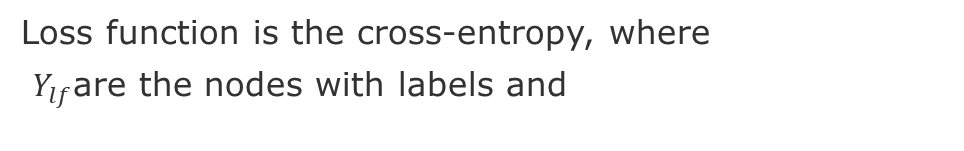 Loss function is the cross-entropy, where
Y_lf are the nodes with labels and